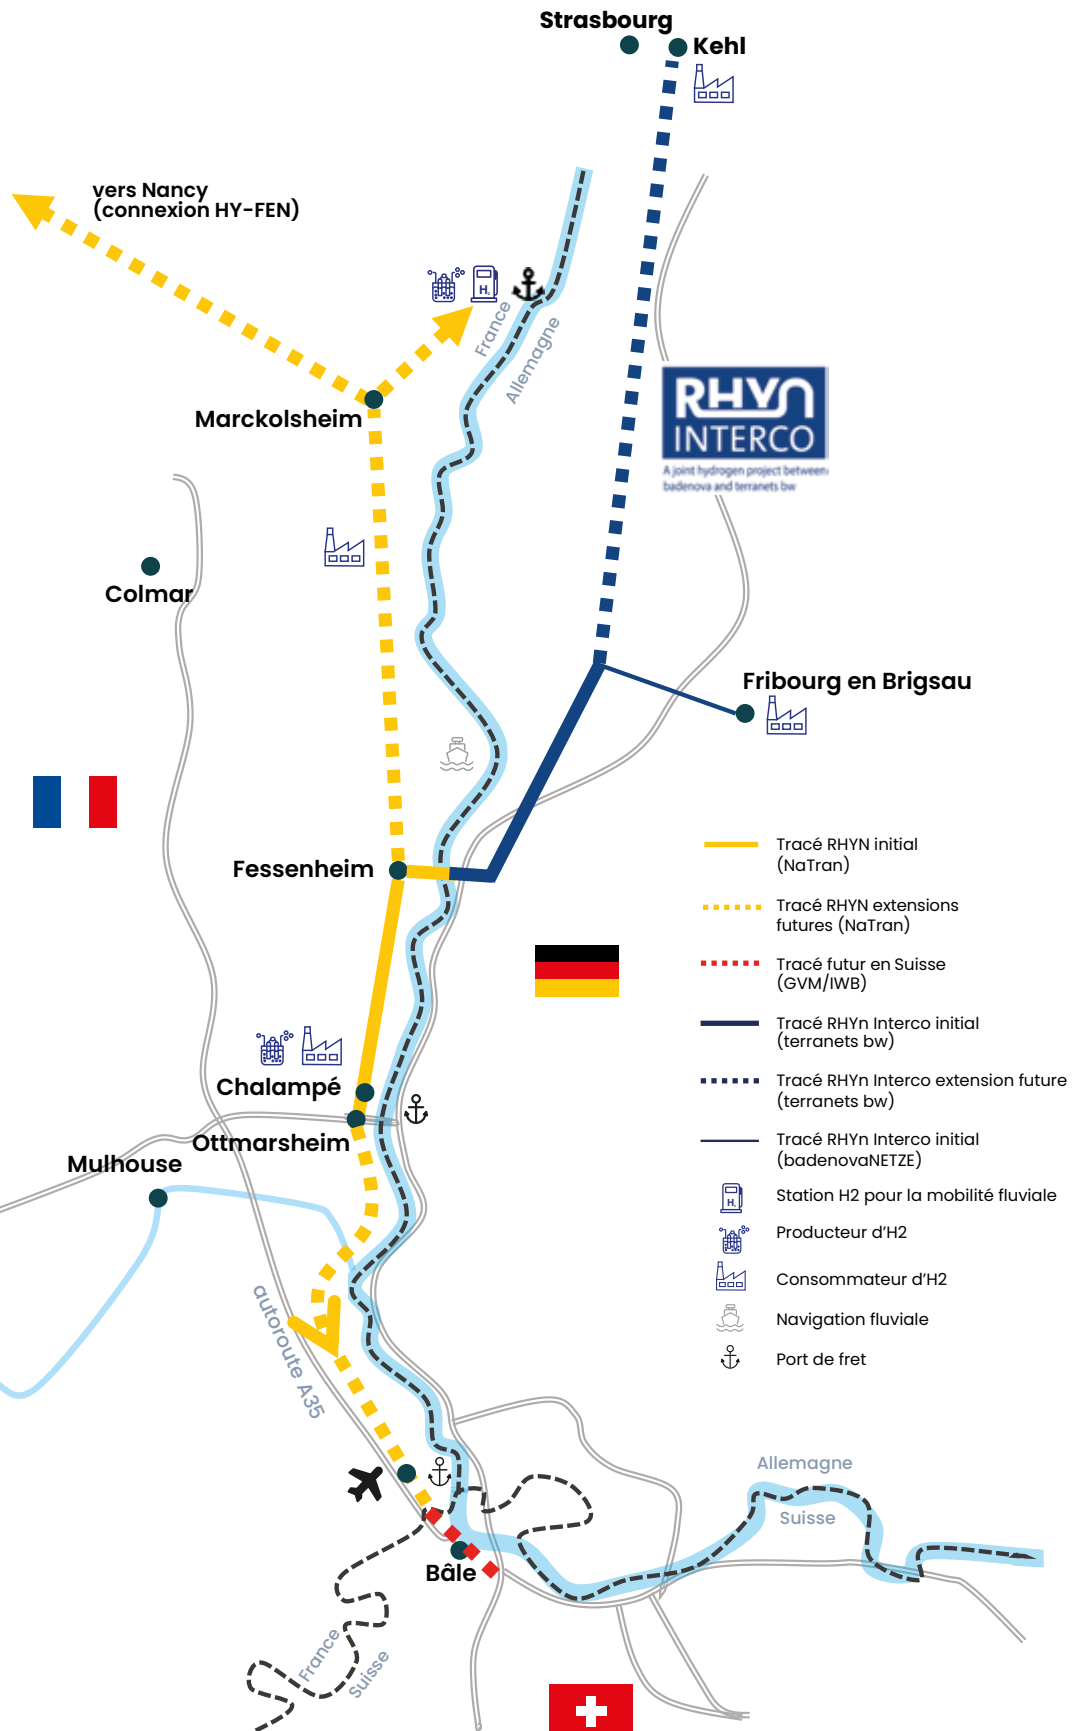 Strasbourg
Kehl
vers Nancy
(connexion HY-FEN)
H2
France
Allemagne
RHYn
INTERCO
A joint hydrogen project between
badenova and terranets bw
Marckolsheim
Colmar
Fribourg en Brigsau
Fessenheim
Chalampé
Ottmarsheim
Mulhouse
autoroute A35
Bâle
Allemagne
Suisse
France
Suisse
Tracé RHYN initial
(NaTran)
Tracé RHYN extensions
futures (NaTran)
Tracé futur en Suisse
(GVM/IWB)
Tracé RHYn Interco initial
(terranets bw)
Tracé RHYn Interco extension future
(terranets bw)
Tracé RHYn Interco initial
(badenovaNETZE)
H2
Station H2 pour la mobilité fluviale
Producteur d'H2
Consommateur d'H2
Navigation fluviale
Port de fret